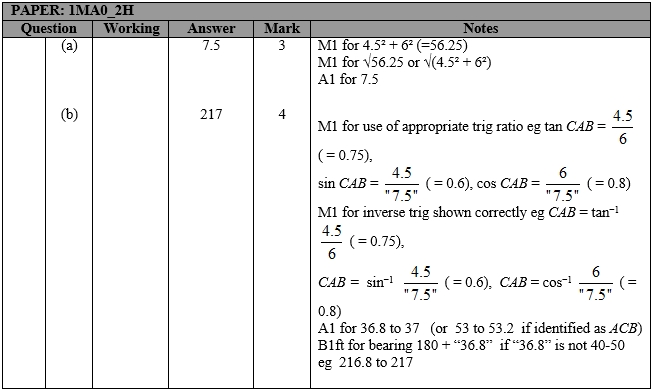 PAPER: 1MA0_2H
Question Working Answer Mark Notes
(a) 7.5 3 M1 for 4.5² + 6² (=56.25)
M1 for √56.25 or √(4.5² + 6²)
A1 for 7.5
(b) 217 4 M1 for use of appropriate trig ratio eg tan CAB = 4.5/6
( = 0.75),
sin CAB = 4.5/"7.5" ( = 0.6), cos CAB = 6/"7.5" ( = 0.8)
M1 for inverse trig shown correctly eg CAB = tan⁻¹
4.5/6 ( = 0.75),
CAB = sin⁻¹ 4.5/"7.5" ( = 0.6), CAB = cos⁻¹ 6/"7.5" ( =
0.8)
A1 for 36.8 to 37 (or 53 to 53.2 if identified as ACB)
B1ft for bearing 180 + “36.8” if “36.8” is not 40-50
eg 216.8 to 217